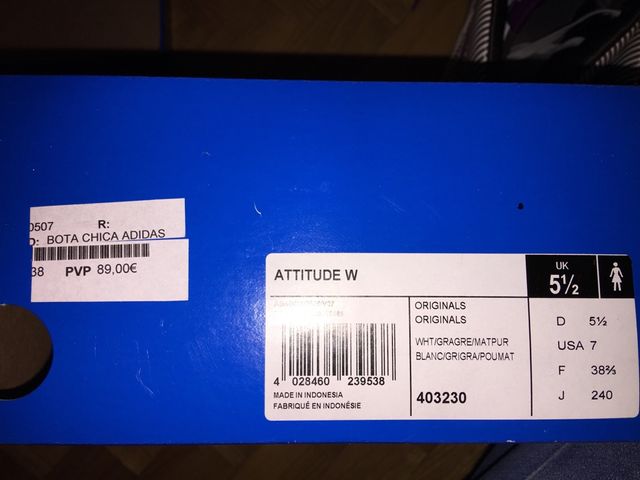 0507 R:
BOTA CHICA ADIDAS
38 PVP 89,00€
ATTITUDE W
UK
5½
ORIGINALS
ORIGINALS
WHT/GRAGRE/MATPUR
BLANC/GRIGRA/POUMAT
403230
4 028460 239538
MADE IN INDONESIA
FABRIQUÉ EN INDONÉSIE
D 5½
USA 7
F 38⅔
J 240